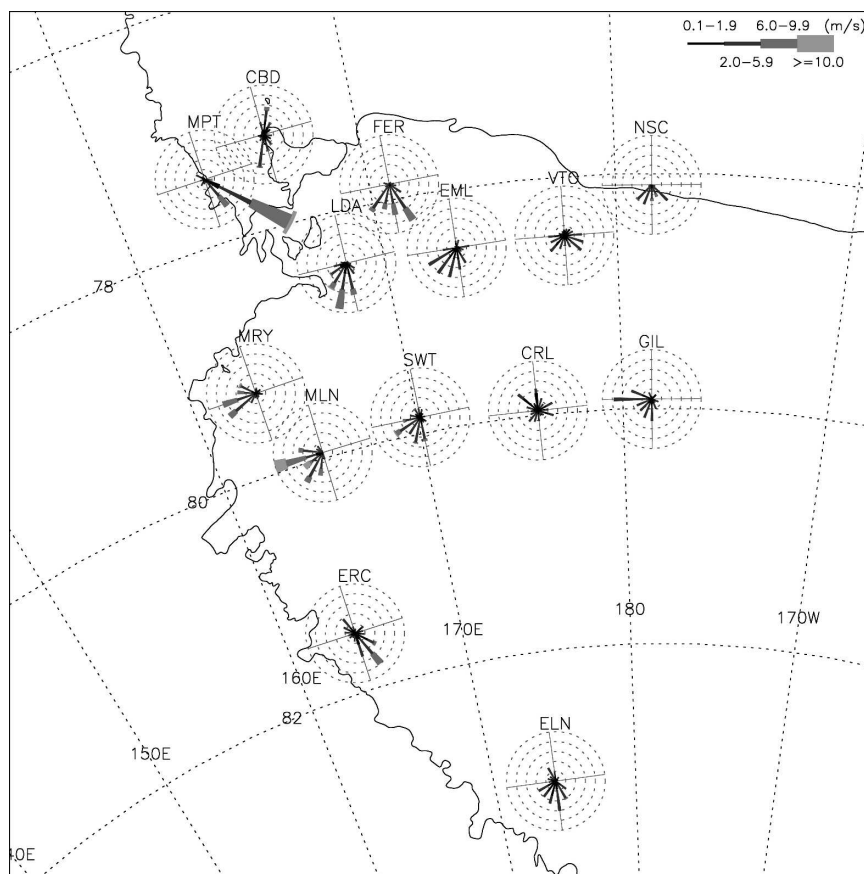 0.1−1.9 6.0−9.9 (m/s)
2.0−5.9 >=10.0
CBD
MPT
FER
NSC
VTO
EML
LDA
78
MRY
SWT
CRL
GIL
MLN
80
ERC
170E
180
170W
160E
82
ELN
150E
40E